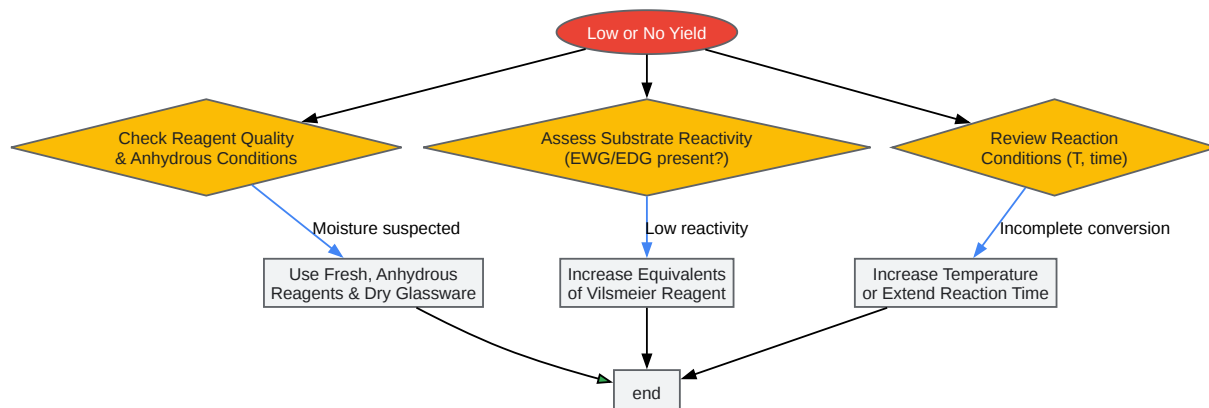 Low or No Yield
Check Reagent Quality
& Anhydrous Conditions
Assess Substrate Reactivity
(EWG/EDG present?)
Review Reaction
Conditions (T, time)
Moisture suspected
Low reactivity
Incomplete conversion
Use Fresh, Anhydrous
Reagents & Dry Glassware
Increase Equivalents
of Vilsmeier Reagent
Increase Temperature
or Extend Reaction Time
end